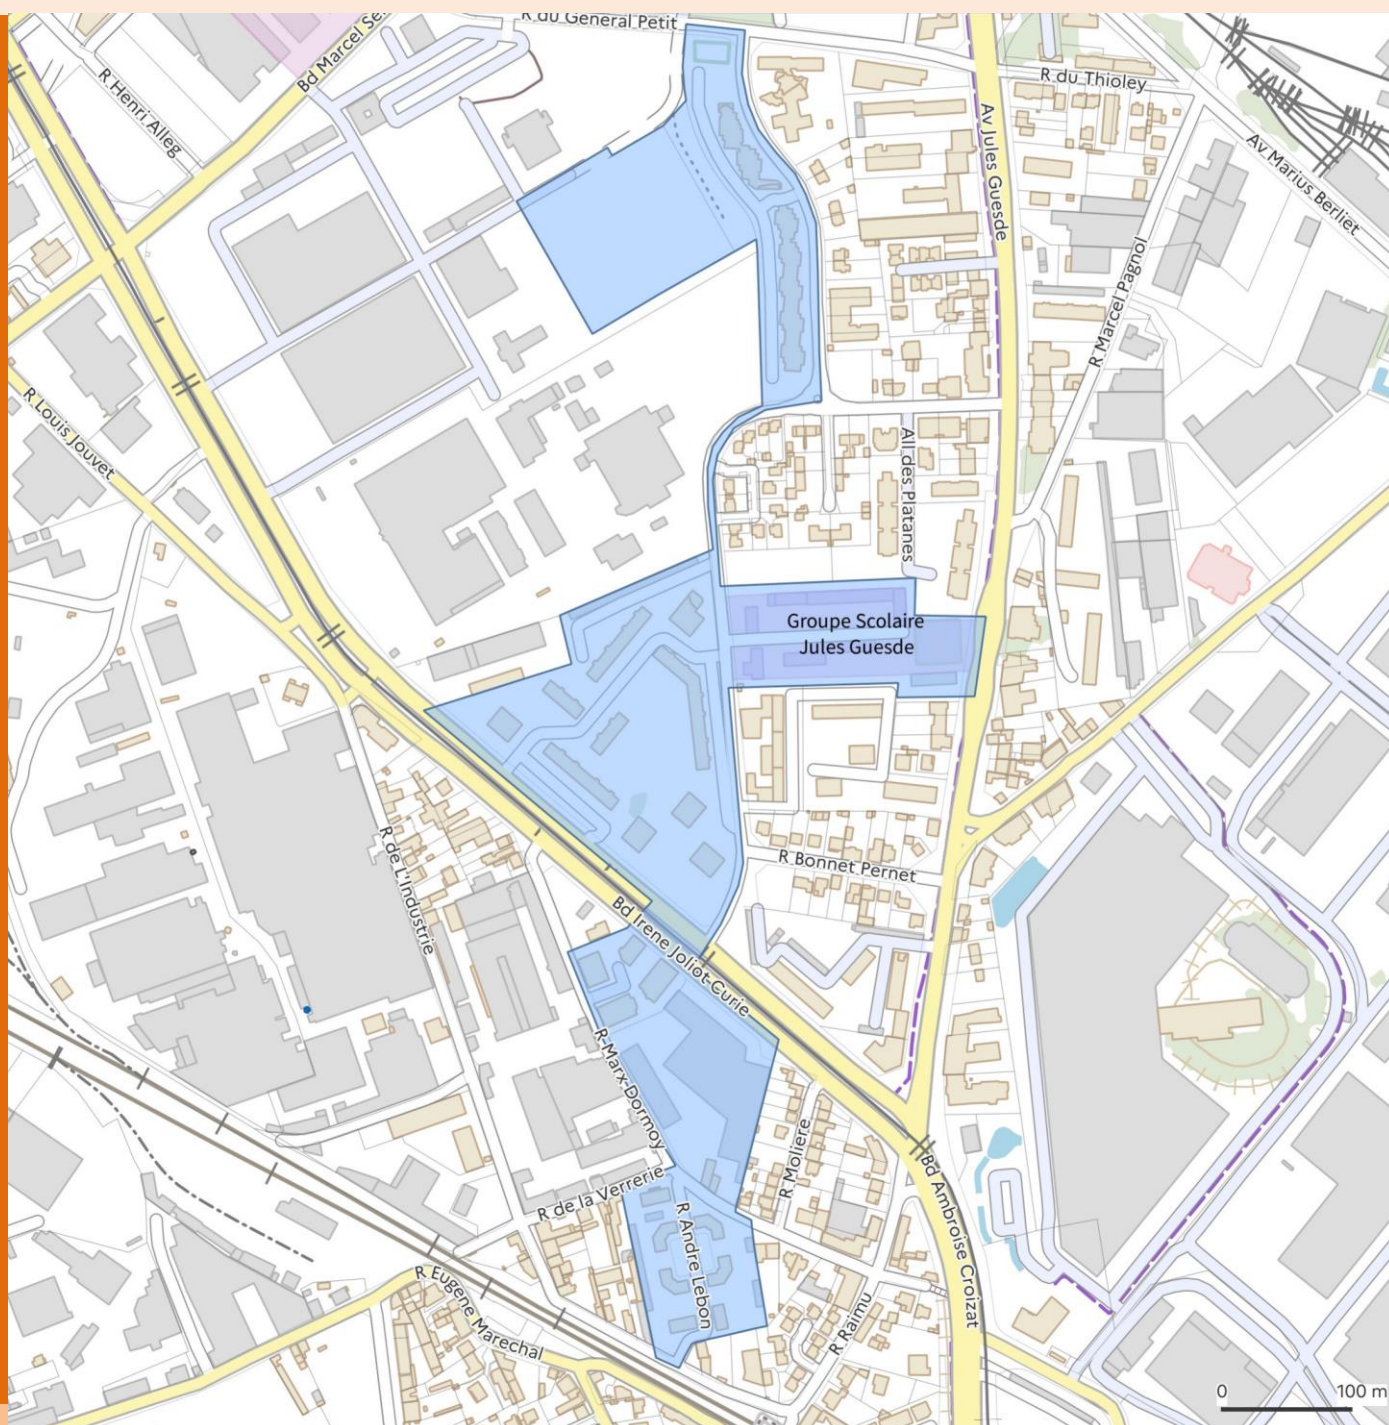 R du General Petit
Bd Marcel Se
R Henri Alleg
R du Thioley
Av Jules Guesde
Av Marius Berliet
R Marcel Pagnol
R Louis Jouvet
All des Platanes
Groupe Scolaire
Jules Guesde
R de L'Industrie
R Bonnet Pernet
Bd Irene Joliot-Curie
R Marx-Dormoy
R Moliere
R de la Verrerie
R Andre Lebon
Bd Ambroise Croizat
R Eugene Marechal
R Raimu
0 100 m